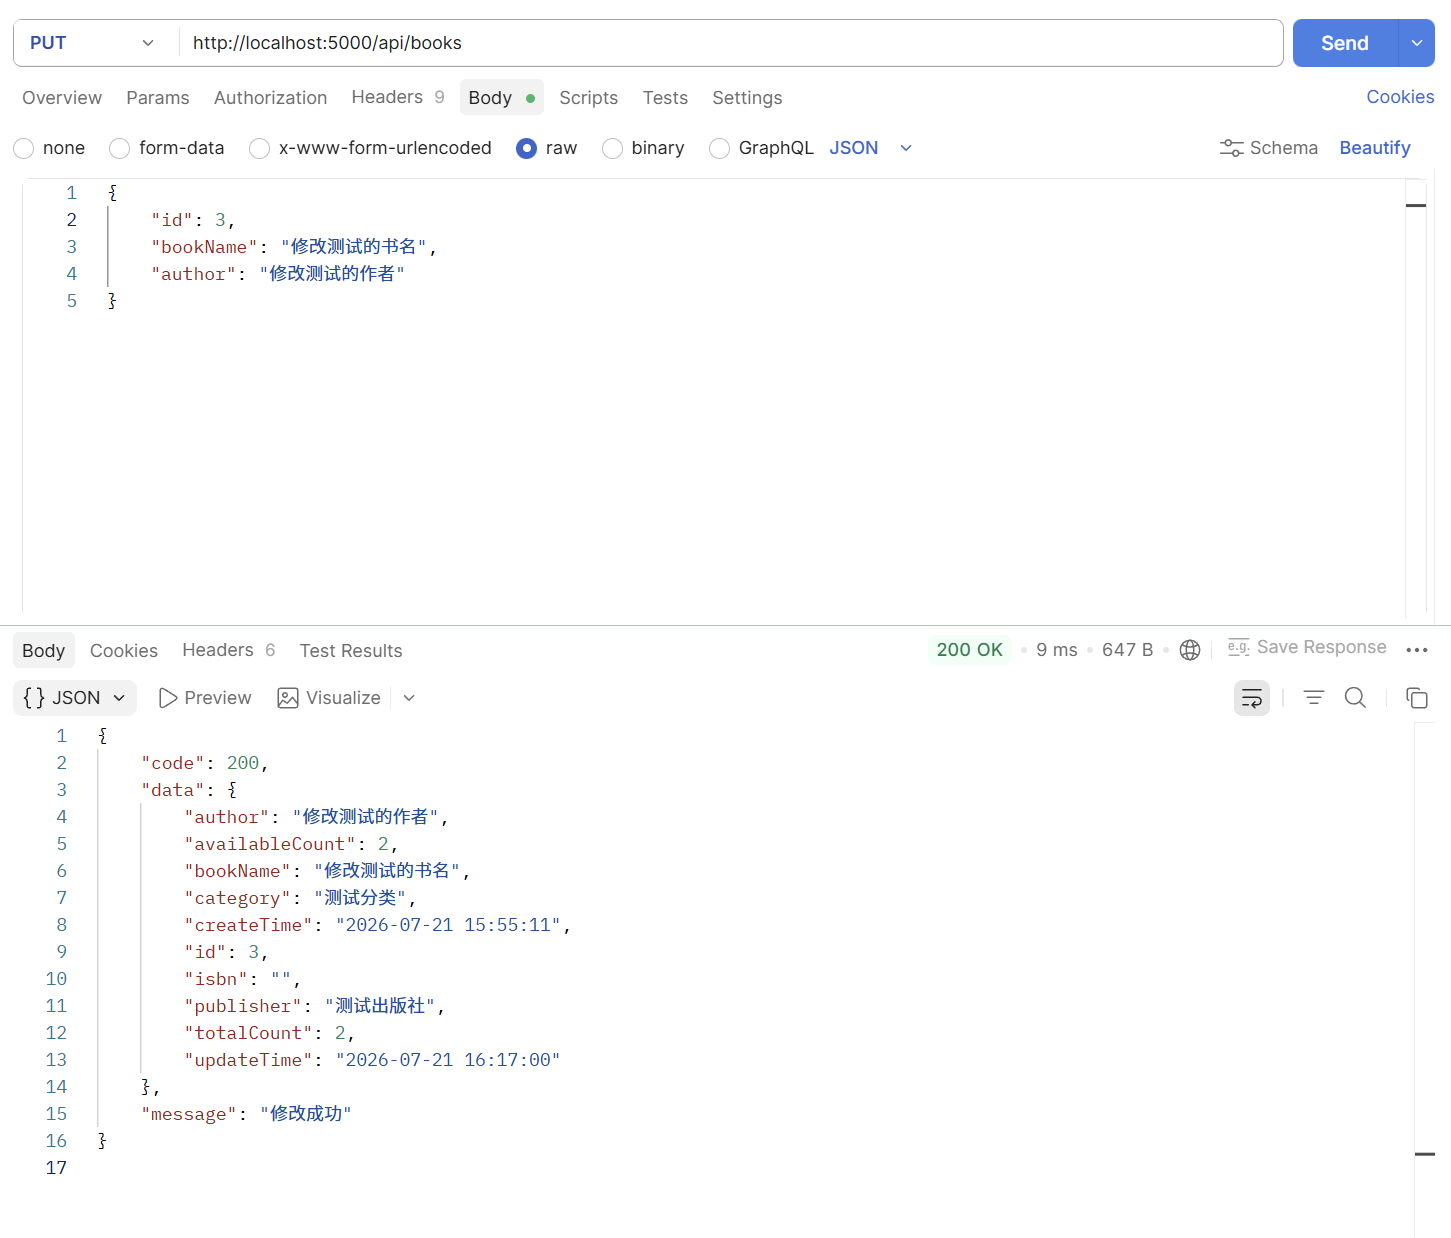 PUT http://localhost:5000/api/books Send
Overview Params Authorization Headers 9 Body Scripts Tests Settings Cookies
none form-data x-www-form-urlencoded raw binary GraphQL JSON Schema Beautify
1 {
2 "id": 3,
3 "bookName": "修改测试的书名",
4 "author": "修改测试的作者"
5 }
Body Cookies Headers 6 Test Results 200 OK 9 ms 647 B e.g. Save Response
{} JSON Preview Visualize
1 {
2 "code": 200,
3 "data": {
4 "author": "修改测试的作者",
5 "availableCount": 2,
6 "bookName": "修改测试的书名",
7 "category": "测试分类",
8 "createTime": "2026-07-21 15:55:11",
9 "id": 3,
10 "isbn": "",
11 "publisher": "测试出版社",
12 "totalCount": 2,
13 "updateTime": "2026-07-21 16:17:00"
14 },
15 "message": "修改成功"
16 }
17